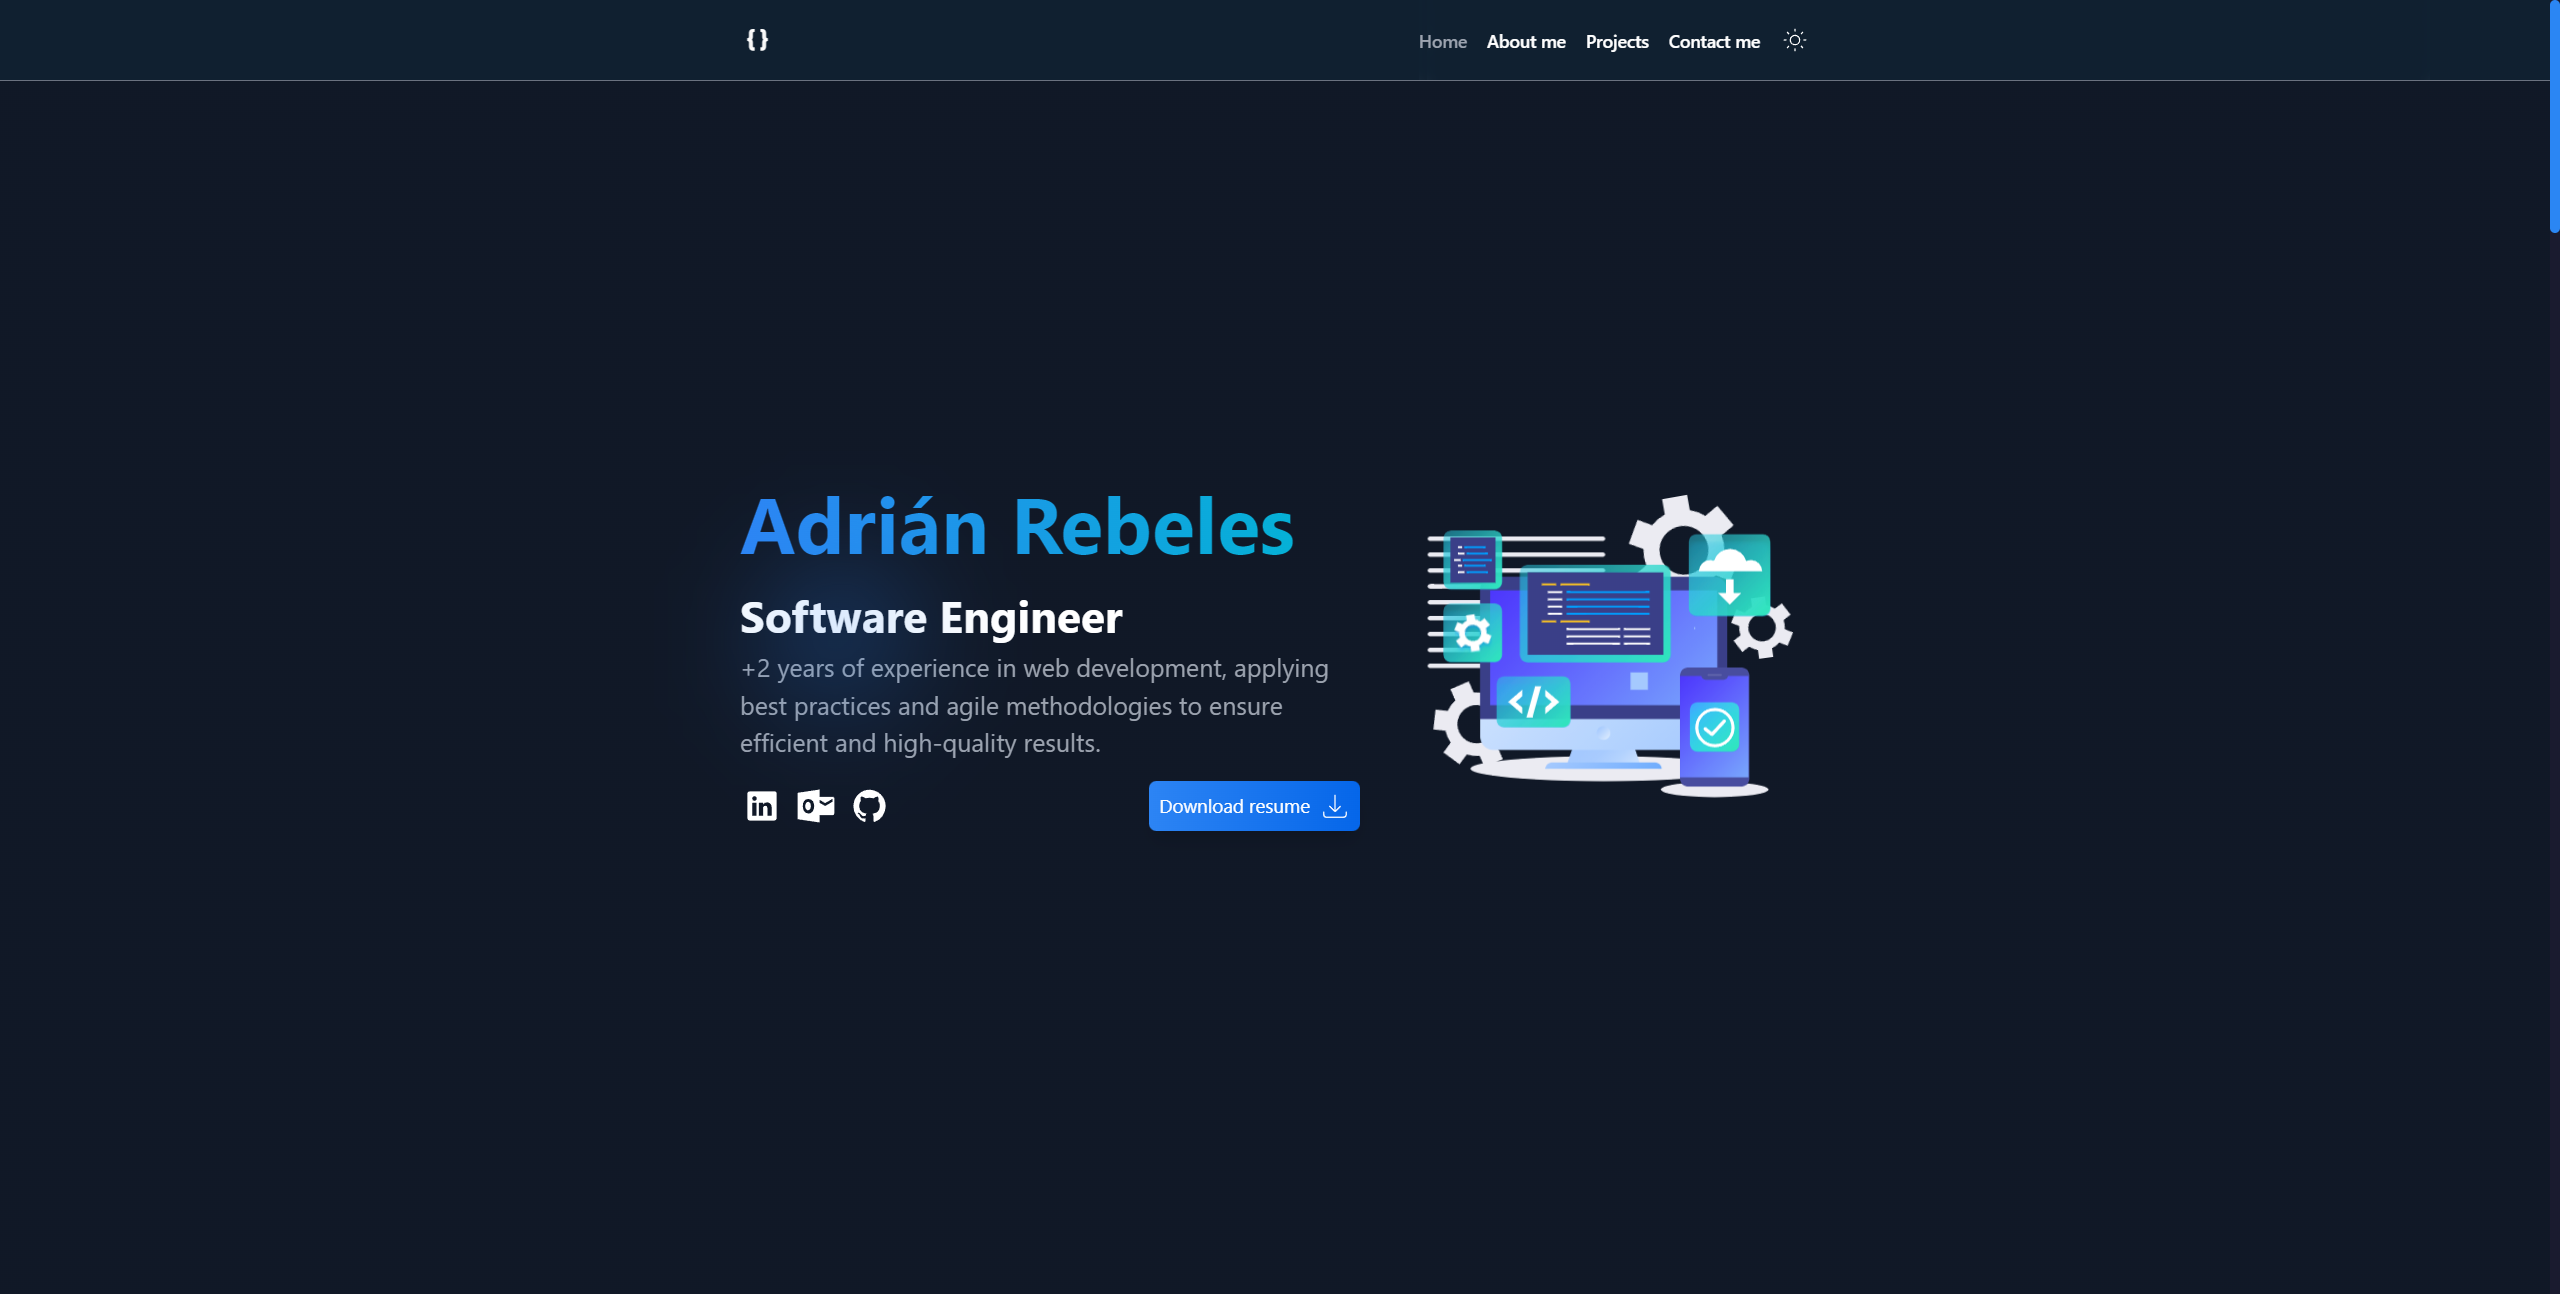 { }
Home About me Projects Contact me
Adrián Rebeles
Software Engineer
+2 years of experience in web development, applying
best practices and agile methodologies to ensure
efficient and high-quality results.
in
Download resume
</>